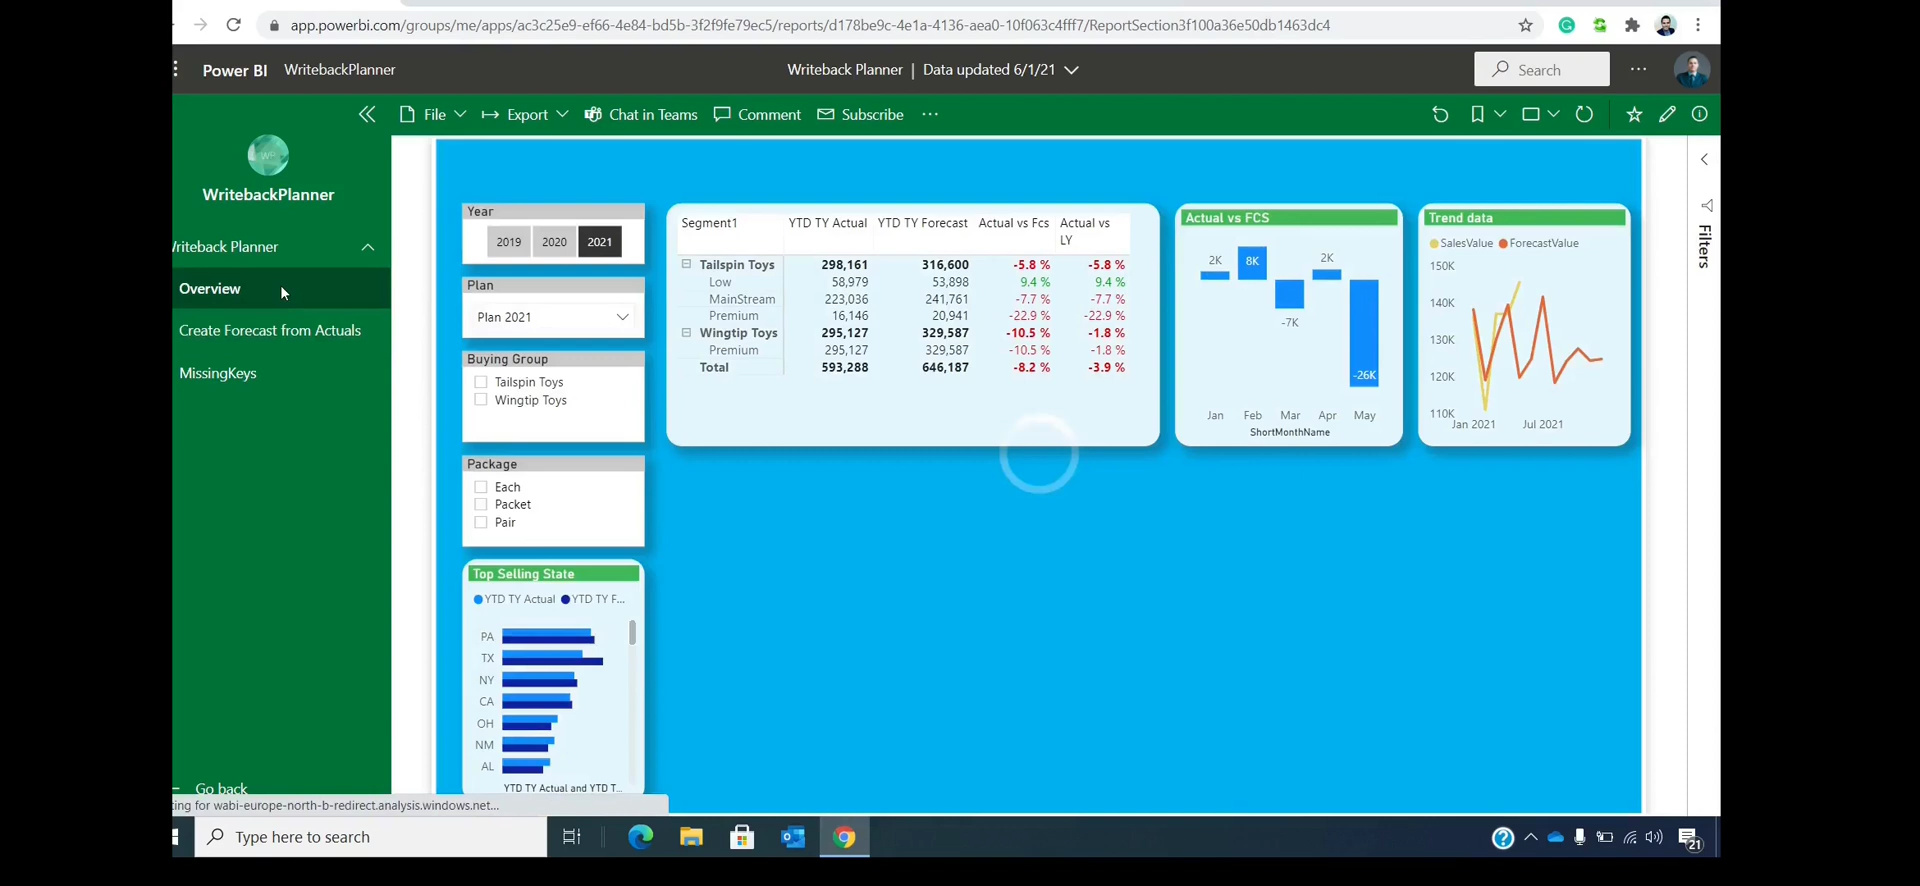 app.powerbi.com/groups/me/apps/ac3c25e9-ef66-4e84-bd5b-3f2f9fe79ec5/reports/d178be9c-4e1a-4136-aea0-10f063c4fff7/ReportSection3f100a36e50db1463dc4
Power BI WritebackPlanner
Writeback Planner | Data updated 6/1/21
Search
File Export Chat in Teams Comment Subscribe ...
WP
WritebackPlanner
Writeback Planner
Overview
Create Forecast from Actuals
MissingKeys
Go back
Year
2019 2020 2021
Plan
Plan 2021
Buying Group
Tailspin Toys
Wingtip Toys
Package
Each
Packet
Pair
Top Selling State
YTD TY Actual YTD TY F...
PA
TX
NY
CA
OH
NM
AL
YTD TY Actual and YTD T...
Segment1 YTD TY Actual YTD TY Forecast Actual vs Fcs Actual vs
LY
Tailspin Toys 298,161 316,600 -5.8 % -5.8 %
Low 58,979 53,898 9.4 % 9.4 %
MainStream 223,036 241,761 -7.7 % -7.7 %
Premium 16,146 20,941 -22.9 % -22.9 %
Wingtip Toys 295,127 329,587 -10.5 % -1.8 %
Premium 295,127 329,587 -10.5 % -1.8 %
Total 593,288 646,187 -8.2 % -3.9 %
Actual vs FCS
2K 8K -7K 2K -26K
Jan Feb Mar Apr May
ShortMonthName
Trend data
SalesValue ForecastValue
150K
140K
130K
120K
110K
Jan 2021 Jul 2021
Filters
ting for wabi-europe-north-b-redirect.analysis.windows.net...
Type here to search
21